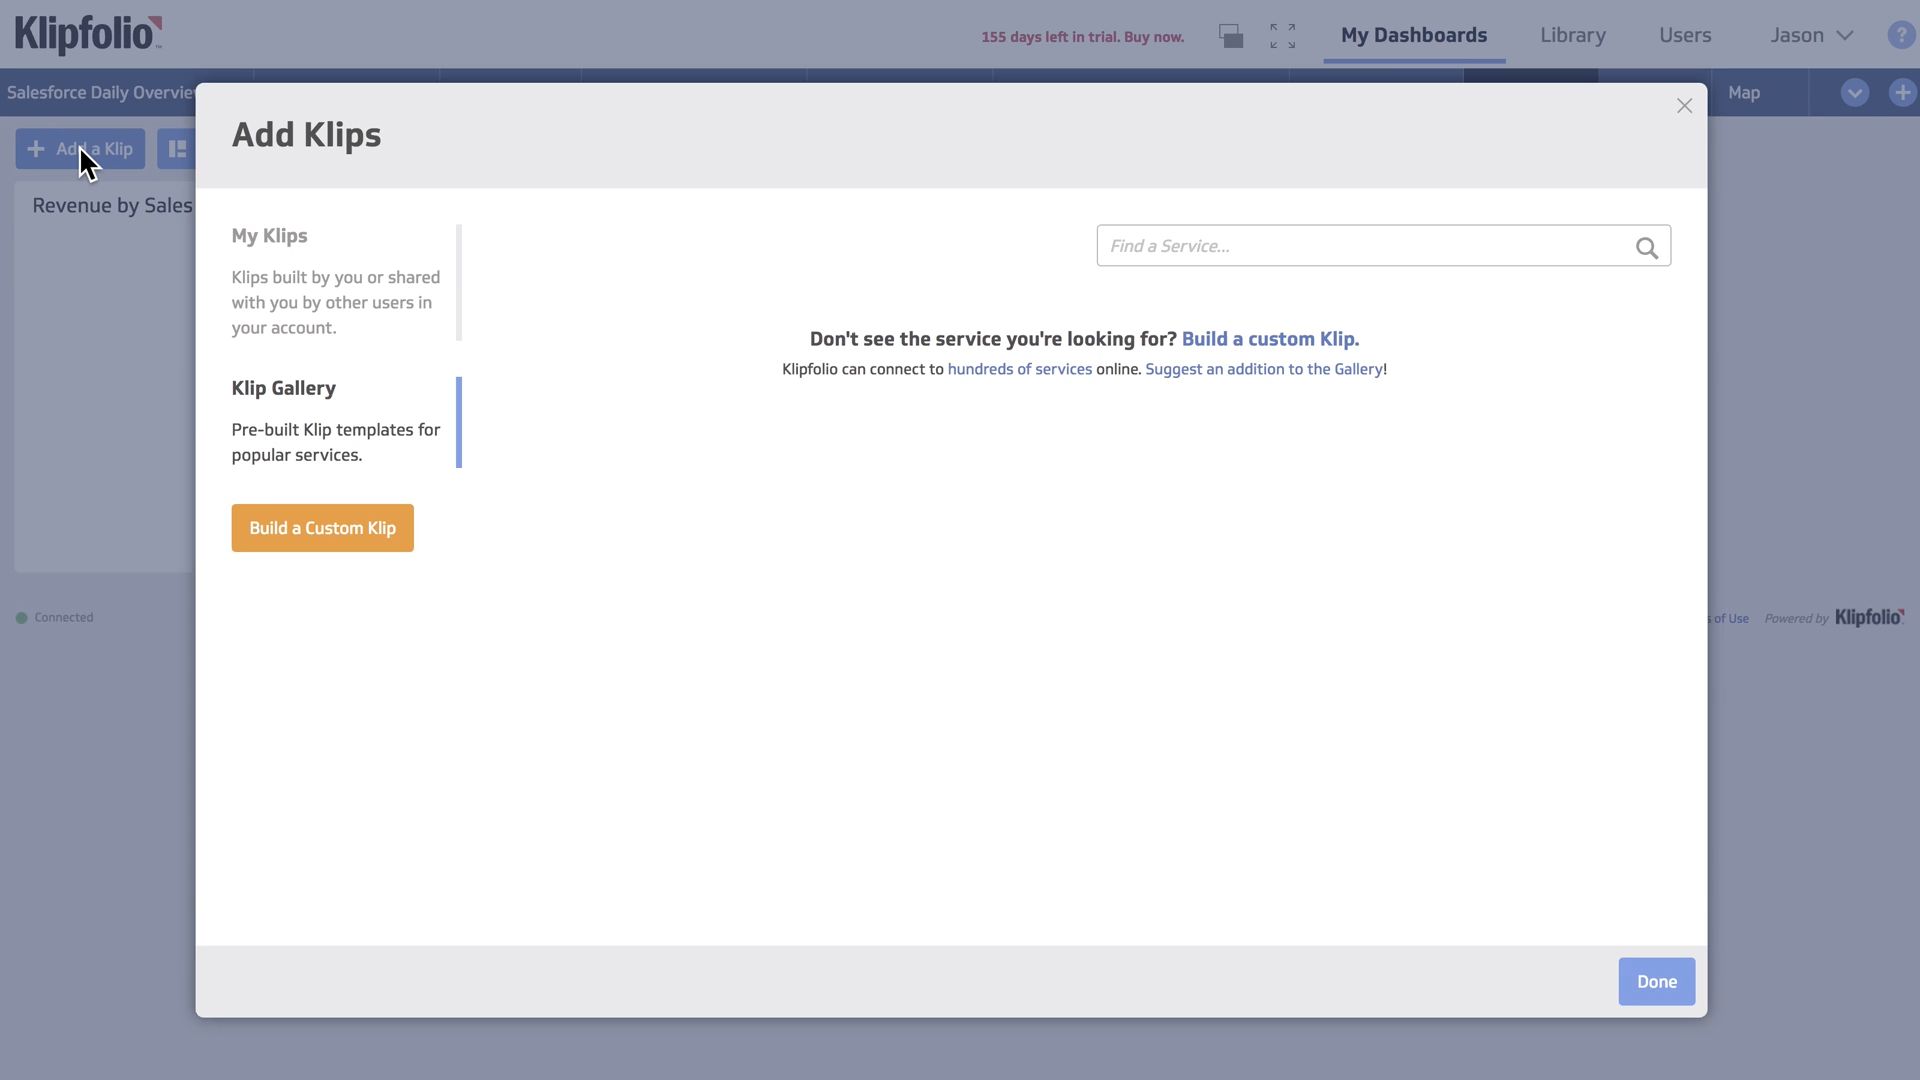 Klipfolio
155 days left in trial. Buy now.
My Dashboards
Library
Users
Jason
?
Salesforce Daily
Map
Add a Klip
Add Klips
Revenue by Sales
My Klips
Klips built by you or shared
with you by other users in
your account.
Find a Service...
Don't see the service you're looking for? Build a custom Klip.
Klipfolio can connect to hundreds of services online. Suggest an addition to the Gallery!
Klip Gallery
Pre-built Klip templates for
popular services.
Build a Custom Klip
Connected
of Use
Powered by Klipfolio
Done